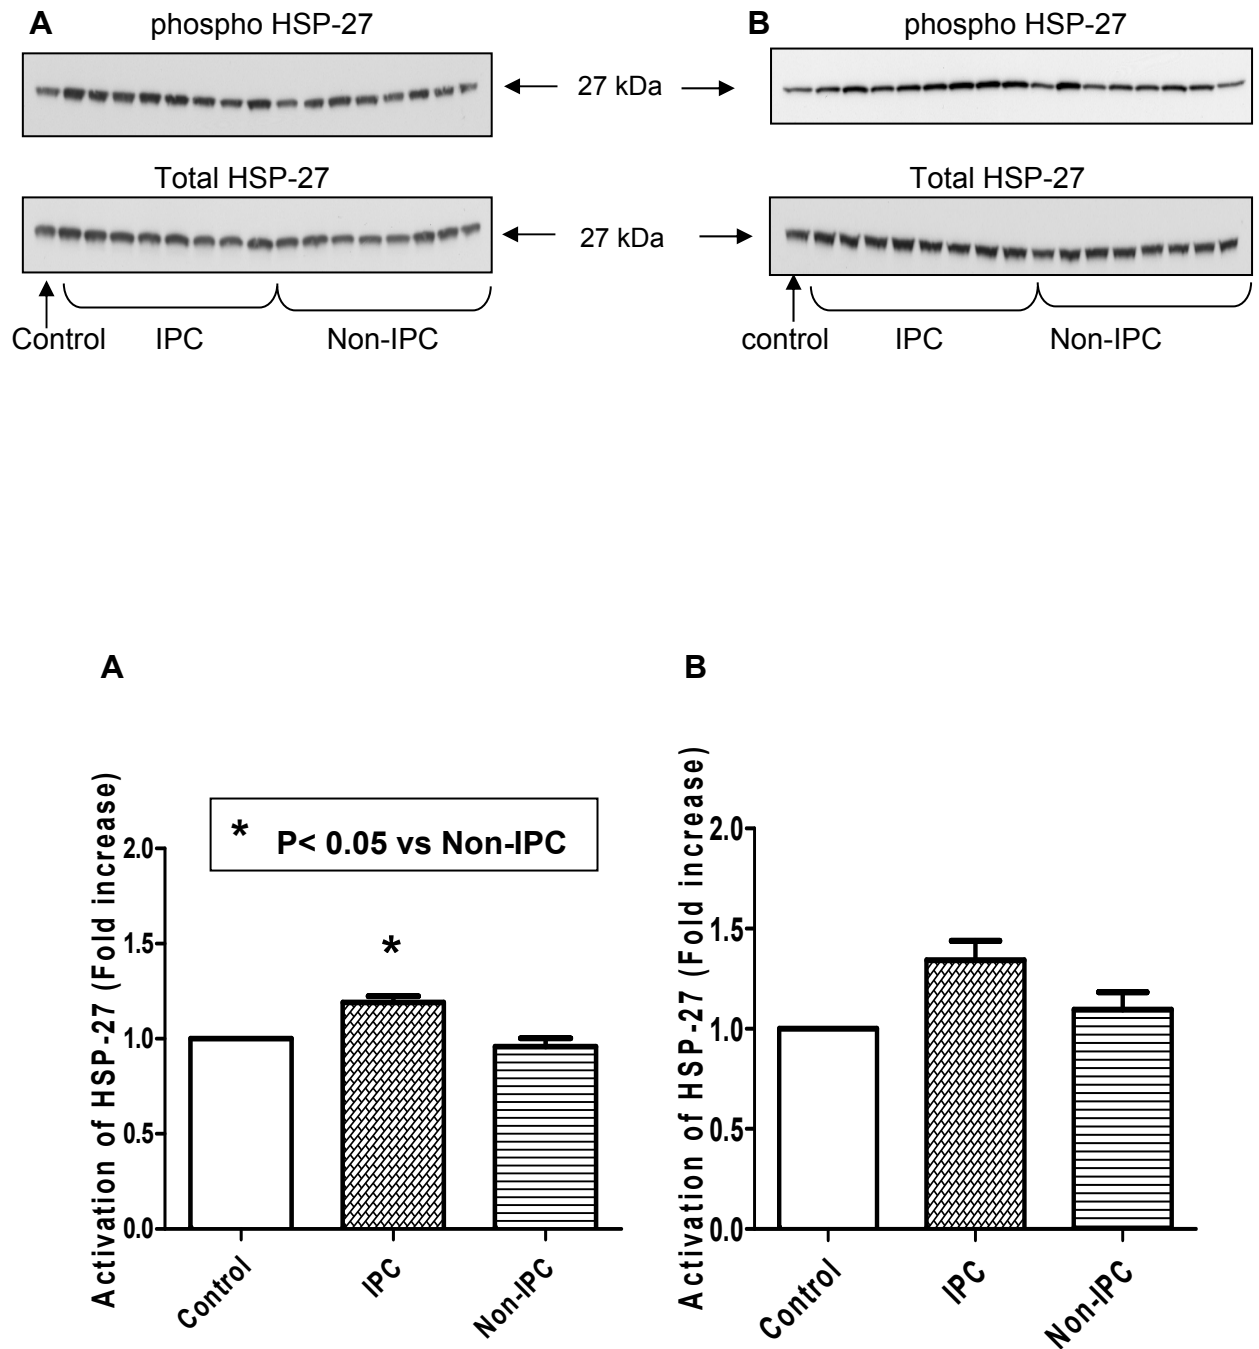 A
phospho HSP-27
B
phospho HSP-27
27 kDa
Total HSP-27
Total HSP-27
27 kDa
Control
IPC
Non-IPC
control
IPC
Non-IPC
A
B
Activation of HSP-27 (Fold increase)
* P< 0.05 vs Non-IPC
2.0
1.5
1.0
0.5
0.0
*
Control
IPC
Non-IPC
Activation of HSP-27 (Fold increase)
2.0
1.5
1.0
0.5
0.0
Control
IPC
Non-IPC